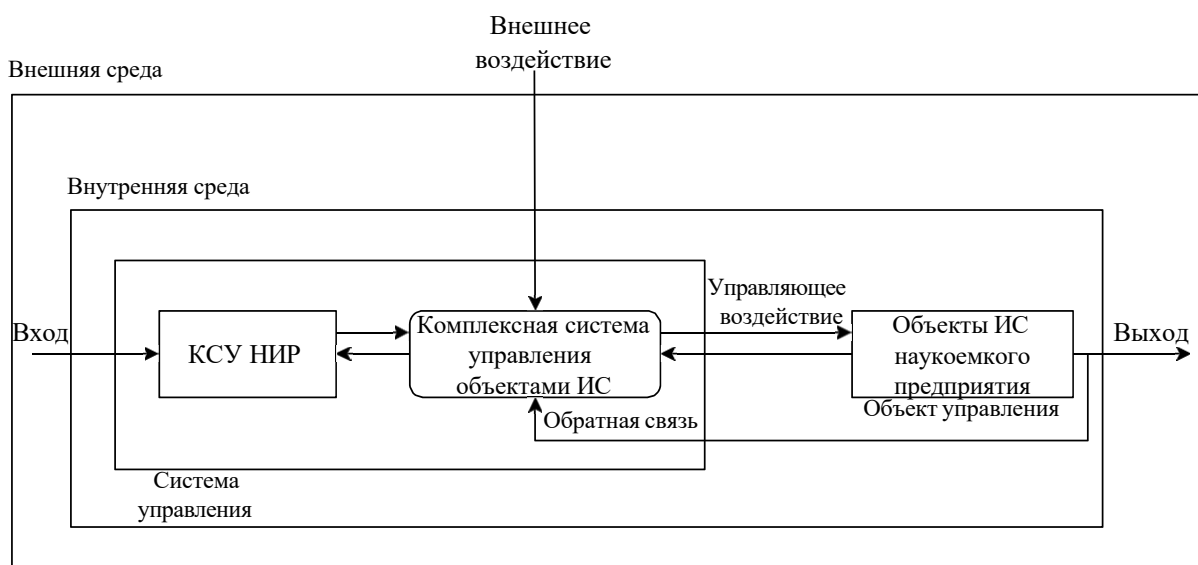 Внешнее
воздействие
Внешняя среда
Внутренняя среда
Вход
КСУ НИР
Комплексная система
управления
объектами ИС
Управляющее
воздействие
Объекты ИС
наукоемкого
предприятия
Объект управления
Выход
Обратная связь
Система
управления